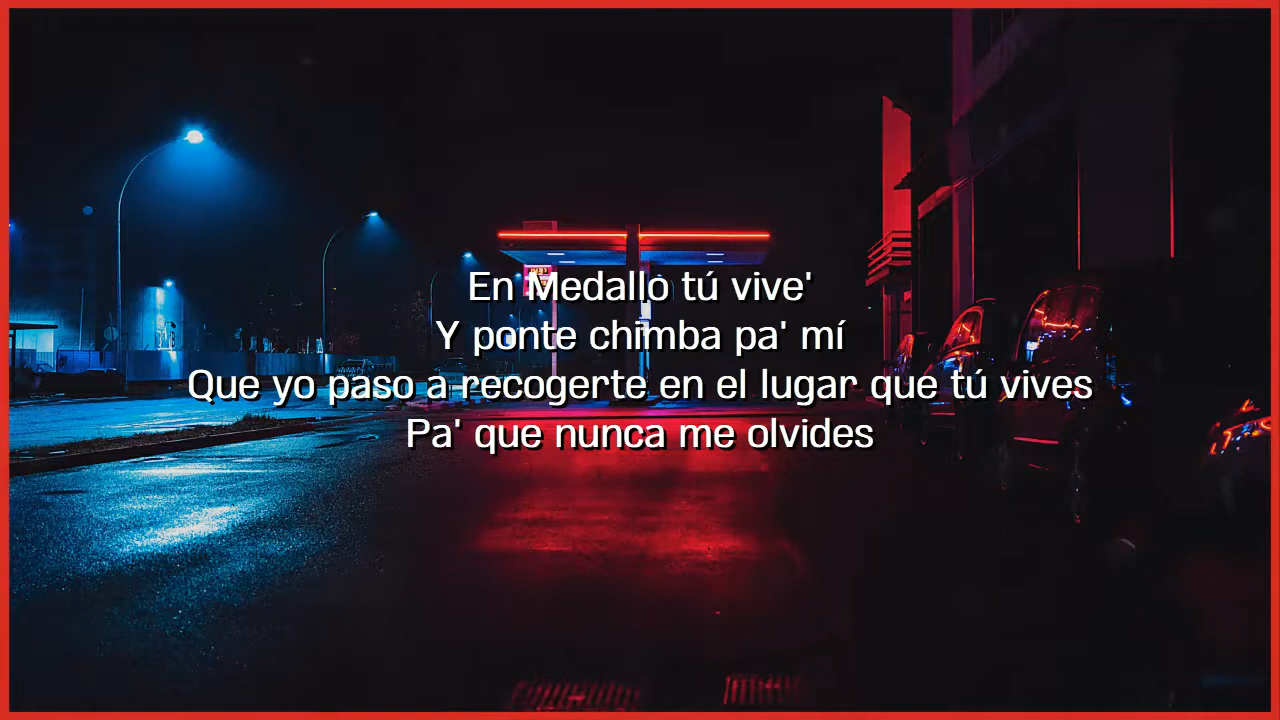 En Medallo tú vive'
Y ponte chimba pa' mí
Que yo paso a recogerte en el lugar que tú vives
Pa' que nunca me olvides